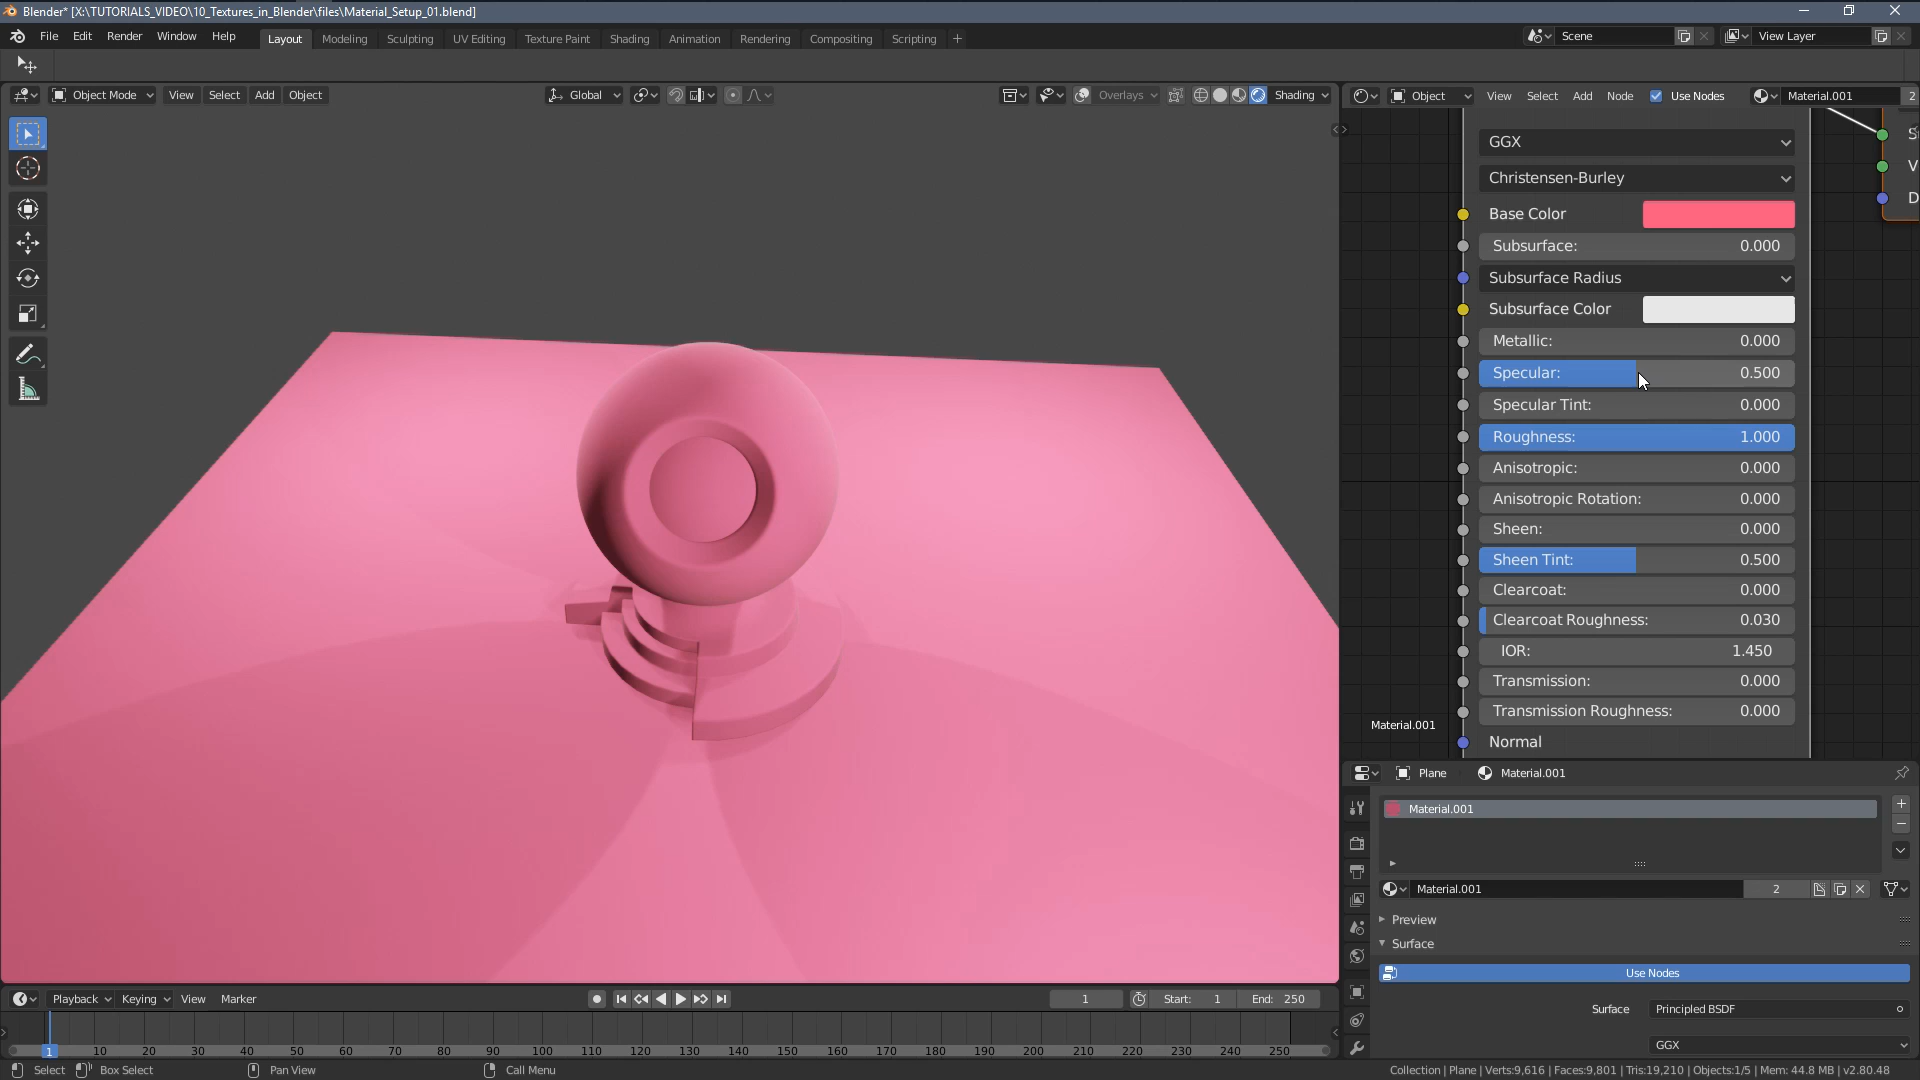 Blender* [X:\TUTORIALS_VIDEO\10_Textures_in_Blender\files\Material_Setup_01.blend]
File Edit Render Window Help Layout Modeling Sculpting UV Editing Texture Paint Shading Animation Rendering Compositing Scripting + Scene View Layer
Object Mode View Select Add Object Global Overlays Shading Object View Select Add Node Use Nodes Material.001 2
GGX
Christensen-Burley
Base Color
Subsurface: 0.000
Subsurface Radius
Subsurface Color
Metallic: 0.000
Specular: 0.500
Specular Tint: 0.000
Roughness: 1.000
Anisotropic: 0.000
Anisotropic Rotation: 0.000
Sheen: 0.000
Sheen Tint: 0.500
Clearcoat: 0.000
Clearcoat Roughness: 0.030
IOR: 1.450
Transmission: 0.000
Transmission Roughness: 0.000
Material.001
Normal
S
V
D
Plane Material.001
Material.001
Material.001 2
Preview
Surface
Use Nodes
Surface Principled BSDF
GGX
Playback Keying View Marker 1 Start: 1 End: 250
1 10 20 30 40 50 60 70 80 90 100 110 120 130 140 150 160 170 180 190 200 210 220 230 240 250
Select Box Select Pan View Call Menu Collection | Plane | Verts:9,616 | Faces:9,801 | Tris:19,210 | Objects:1/5 | Mem: 44.8 MB | v2.80.48